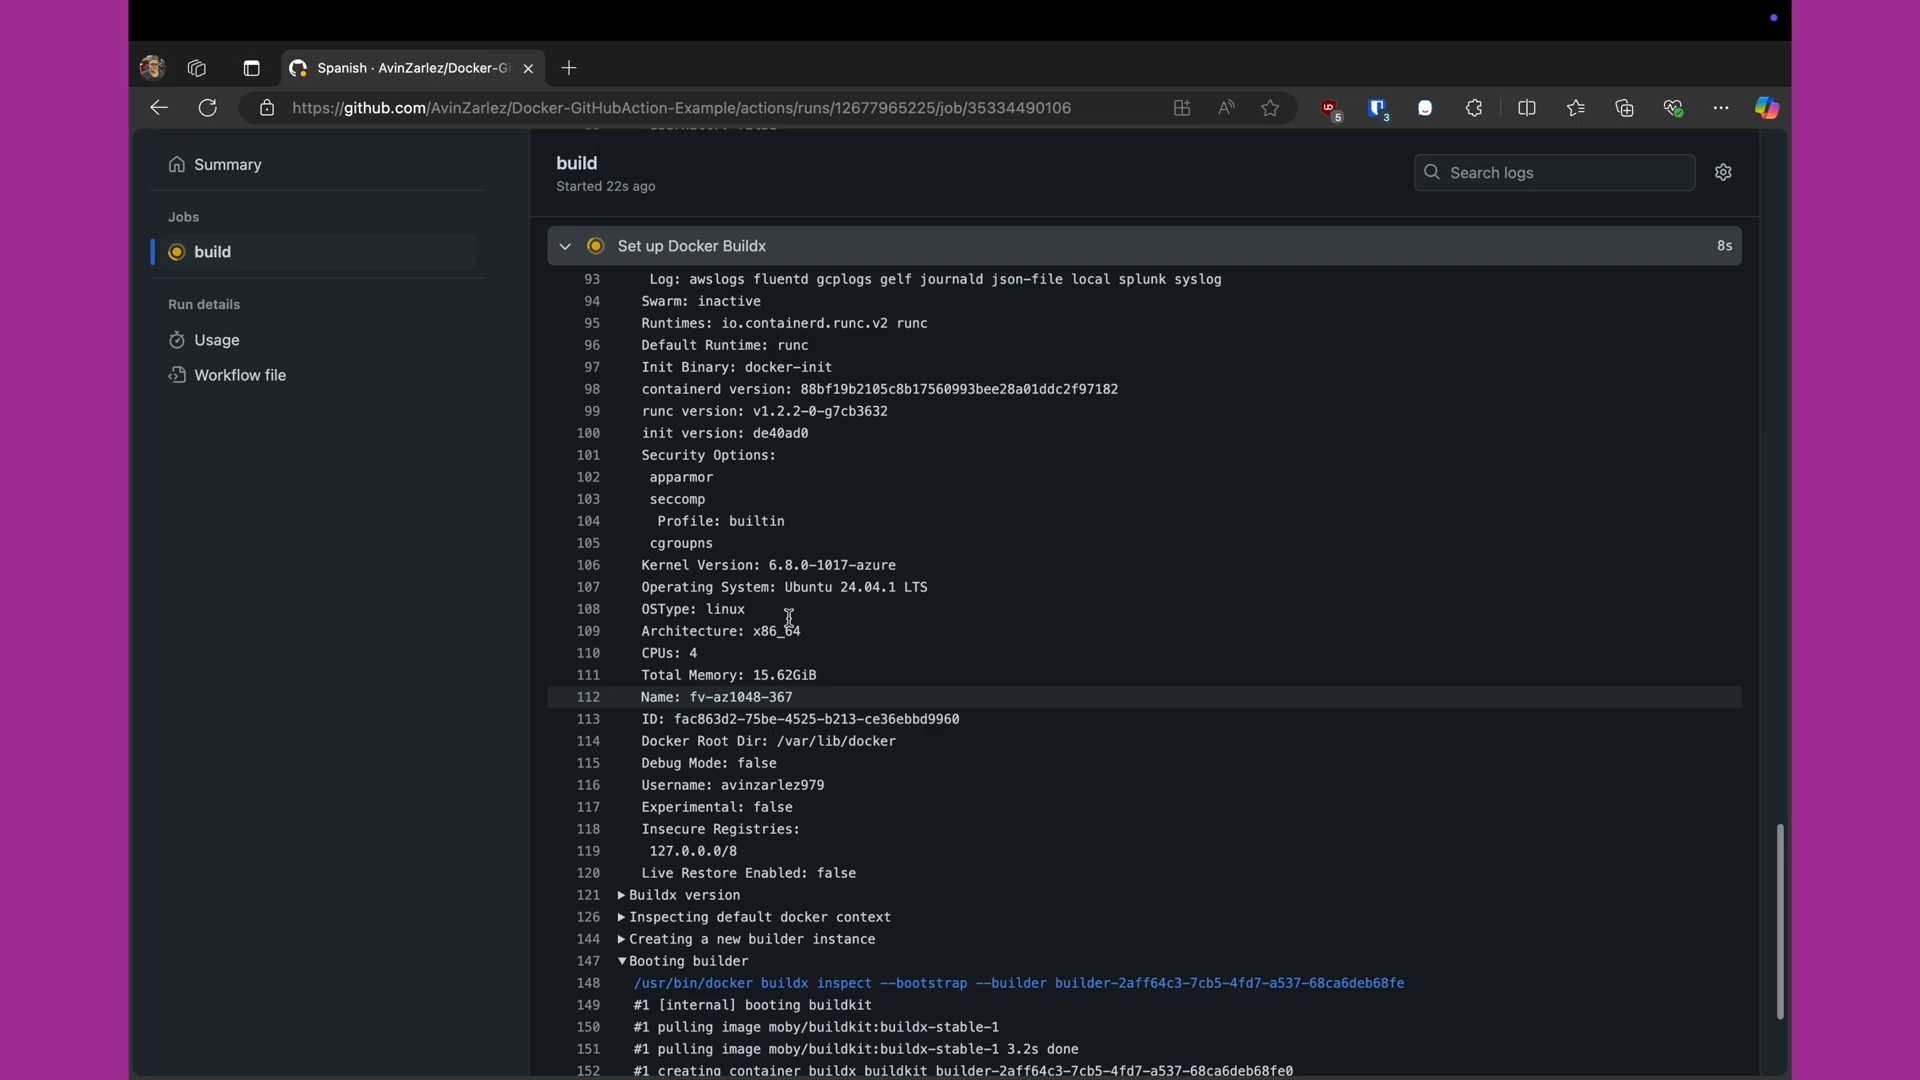 Spanish · AvinZarlez/Docker-Gi
https://github.com/AvinZarlez/Docker-GitHubAction-Example/actions/runs/12677965225/job/35334490106
5
3
Summary
Jobs
build
Run details
Usage
Workflow file
build
Started 22s ago
Search logs
Set up Docker Buildx 8s
93 Log: awslogs fluentd gcplogs gelf journald json-file local splunk syslog
94 Swarm: inactive
95 Runtimes: io.containerd.runc.v2 runc
96 Default Runtime: runc
97 Init Binary: docker-init
98 containerd version: 88bf19b2105c8b17560993bee28a01ddc2f97182
99 runc version: v1.2.2-0-g7cb3632
100 init version: de40ad0
101 Security Options:
102 apparmor
103 seccomp
104 Profile: builtin
105 cgroupns
106 Kernel Version: 6.8.0-1017-azure
107 Operating System: Ubuntu 24.04.1 LTS
108 OSType: linux
109 Architecture: x86_64
110 CPUs: 4
111 Total Memory: 15.62GiB
112 Name: fv-az1048-367
113 ID: fac863d2-75be-4525-b213-ce36ebbd9960
114 Docker Root Dir: /var/lib/docker
115 Debug Mode: false
116 Username: avinzarlez979
117 Experimental: false
118 Insecure Registries:
119 127.0.0.0/8
120 Live Restore Enabled: false
121 Buildx version
126 Inspecting default docker context
144 Creating a new builder instance
147 Booting builder
148 /usr/bin/docker buildx inspect --bootstrap --builder builder-2aff64c3-7cb5-4fd7-a537-68ca6deb68fe
149 #1 [internal] booting buildkit
150 #1 pulling image moby/buildkit:buildx-stable-1
151 #1 pulling image moby/buildkit:buildx-stable-1 3.2s done
152 #1 creating container buildx_buildkit_builder-2aff64c3-7cb5-4fd7-a537-68ca6deb68fe0